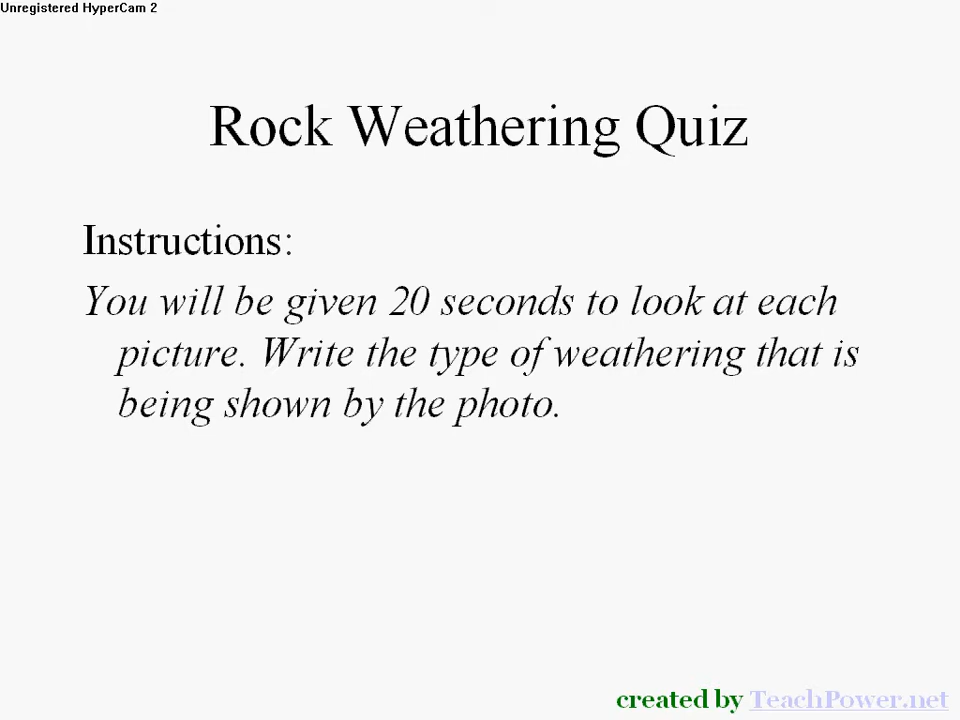 Unregistered HyperCam 2
Rock Weathering Quiz
Instructions:
You will be given 20 seconds to look at each
picture. Write the type of weathering that is
being shown by the photo.
created by TeachPower.net